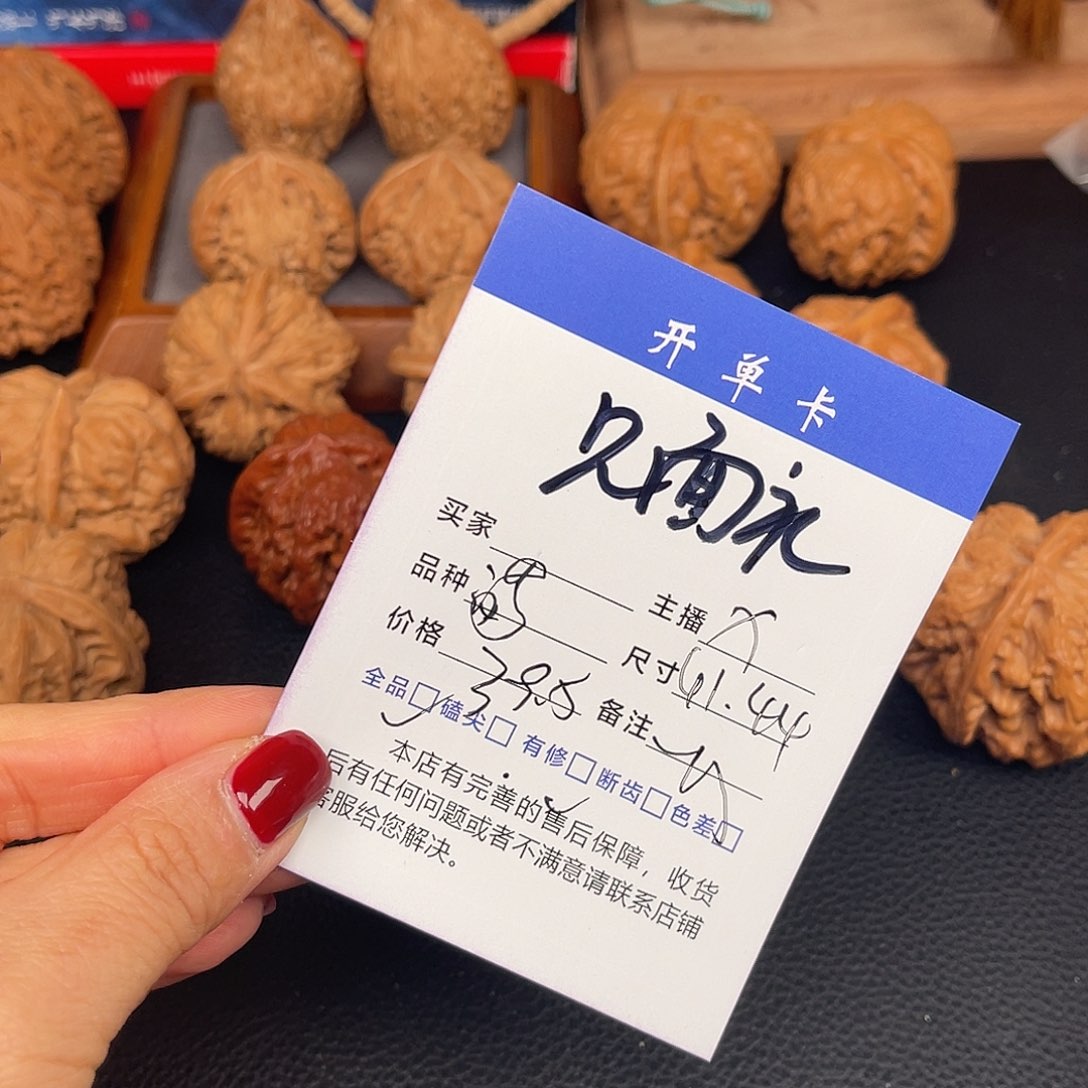 开单卡
买家 主播
品种 尺寸 41.44
价格 395 备注
全品□磕尖□ 有修□断齿□色差□
本店有完善的售后保障，收货
后有任何问题或者不满意请联系店铺
客服给您解决。